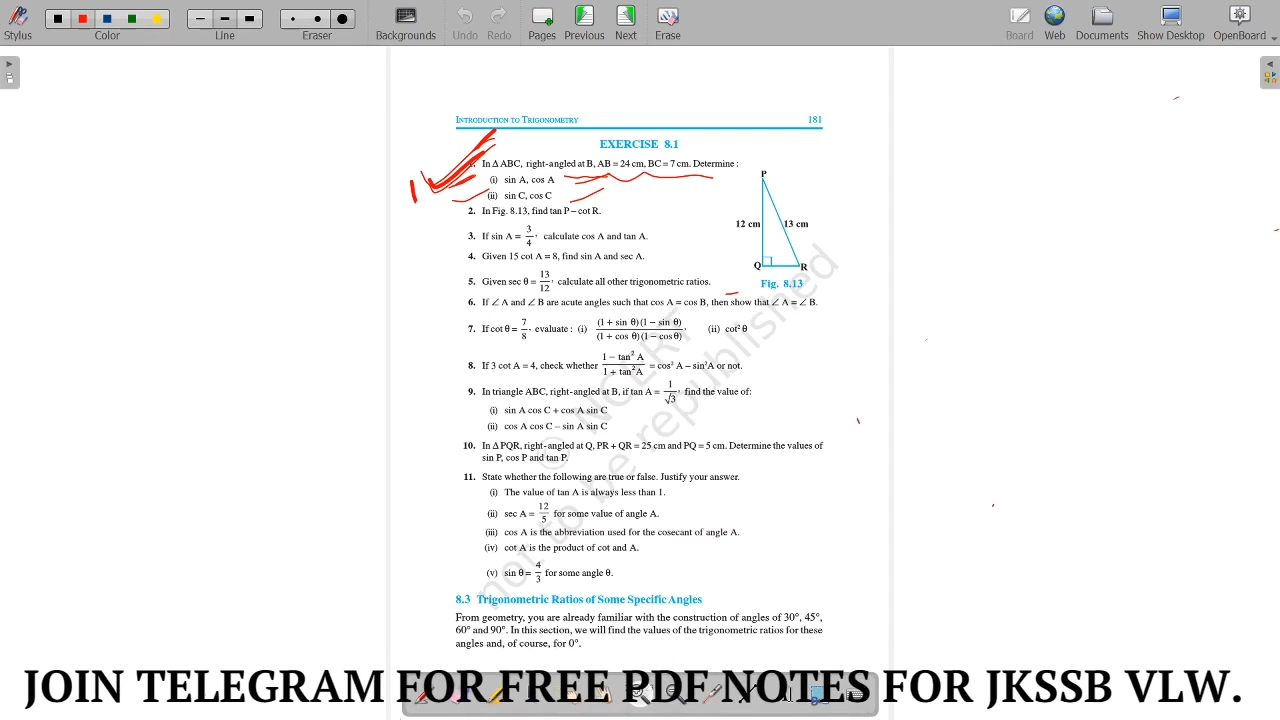 Stylus
Color
Line
Eraser
Backgrounds
Undo
Redo
Pages
Previous
Next
Erase
Board
Web
Documents
Show Desktop
OpenBoard
INTRODUCTION TO TRIGONOMETRY 181
EXERCISE 8.1
1. In Δ ABC, right-angled at B, AB = 24 cm, BC = 7 cm. Determine :
(i) sin A, cos A
(ii) sin C, cos C
2. In Fig. 8.13, find tan P – cot R.
3. If sin A = 3/4, calculate cos A and tan A.
4. Given 15 cot A = 8, find sin A and sec A.
5. Given sec θ = 13/12, calculate all other trigonometric ratios.
P
12 cm
13 cm
Q
R
Fig. 8.13
6. If ∠ A and ∠ B are acute angles such that cos A = cos B, then show that ∠ A = ∠ B.
7. If cot θ = 7/8, evaluate : (i) (1 + sin θ)(1 – sin θ)/(1 + cos θ)(1 – cos θ), (ii) cot² θ
8. If 3 cot A = 4, check whether (1 – tan² A)/(1 + tan² A) = cos² A – sin² A or not.
9. In triangle ABC, right-angled at B, if tan A = 1/√3, find the value of:
(i) sin A cos C + cos A sin C
(ii) cos A cos C – sin A sin C
10. In Δ PQR, right-angled at Q, PR + QR = 25 cm and PQ = 5 cm. Determine the values of
sin P, cos P and tan P.
11. State whether the following are true or false. Justify your answer.
(i) The value of tan A is always less than 1.
(ii) sec A = 12/5 for some value of angle A.
(iii) cos A is the abbreviation used for the cosecant of angle A.
(iv) cot A is the product of cot and A.
(v) sin θ = 4/3 for some angle θ.
8.3 Trigonometric Ratios of Some Specific Angles
From geometry, you are already familiar with the construction of angles of 30°, 45°,
60° and 90°. In this section, we will find the values of the trigonometric ratios for these
angles and, of course, for 0°.
© NCERT
not to be republished
JOIN TELEGRAM FOR FREE PDF NOTES FOR JKSSB VLW.